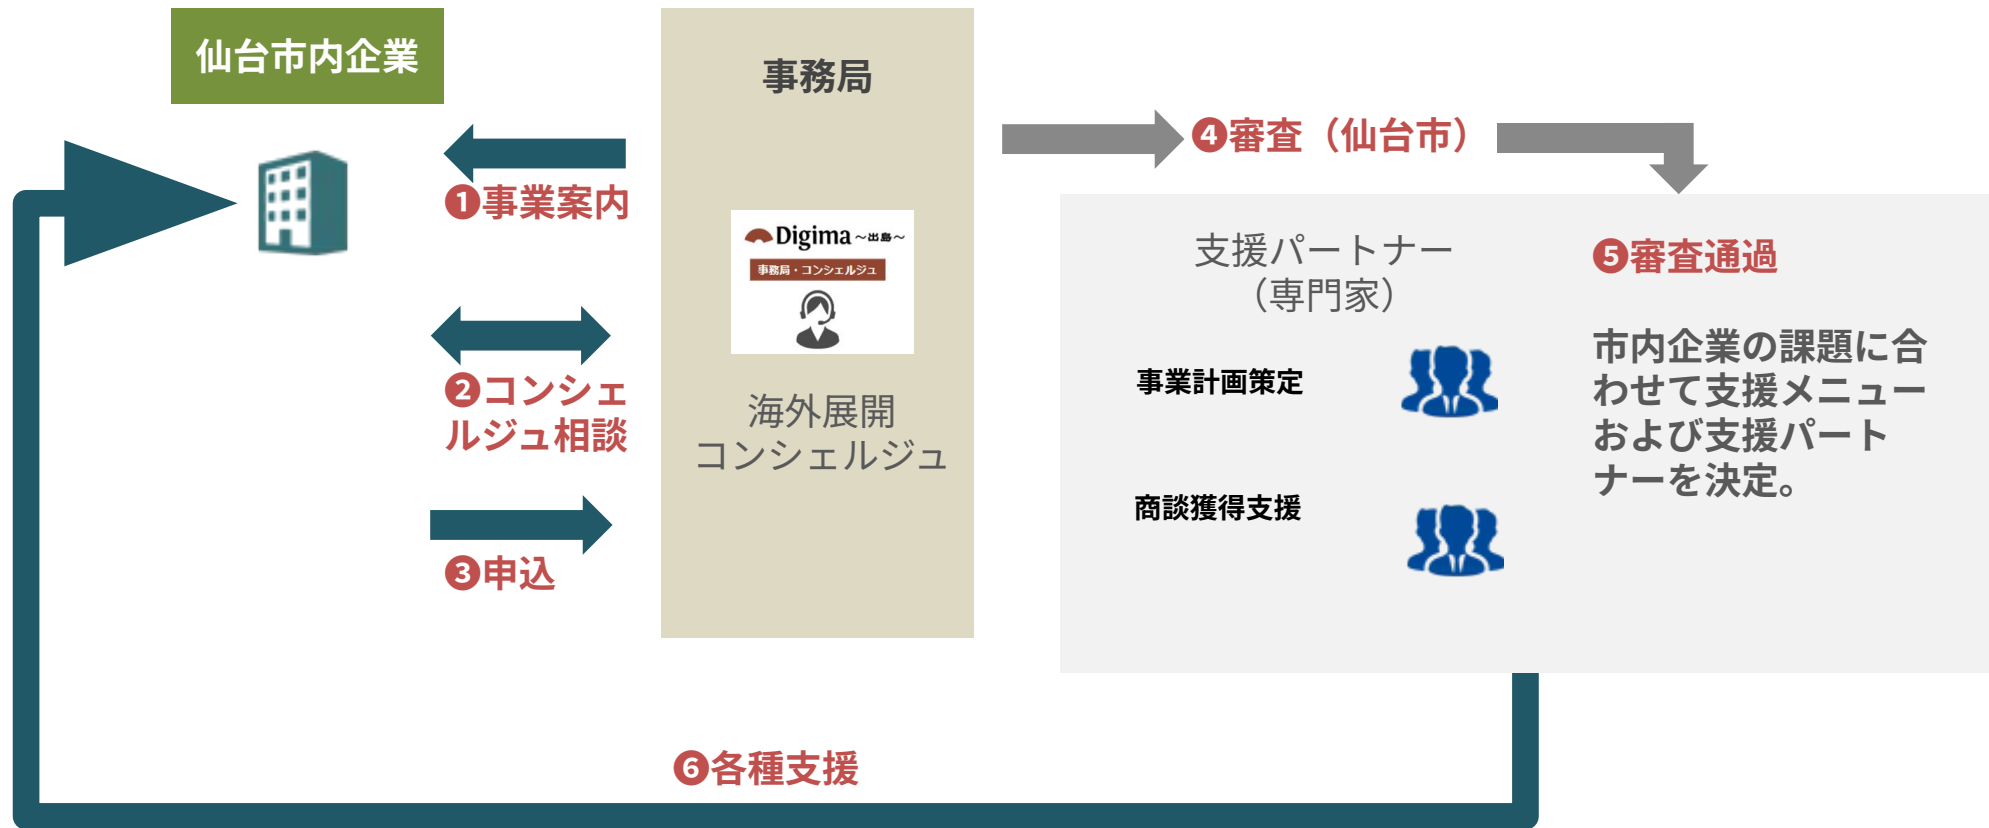 仙台市内企業
事務局
❶事業案内
Digima～出島～
事務局・コンシェルジュ
❷コンシェ
ルジュ相談
海外展開
コンシェルジュ
❸申込
❹審査（仙台市）
支援パートナー
（専門家）
事業計画策定
商談獲得支援
❺審査通過
市内企業の課題に合
わせて支援メニュー
および支援パート
ナーを決定。
❻各種支援